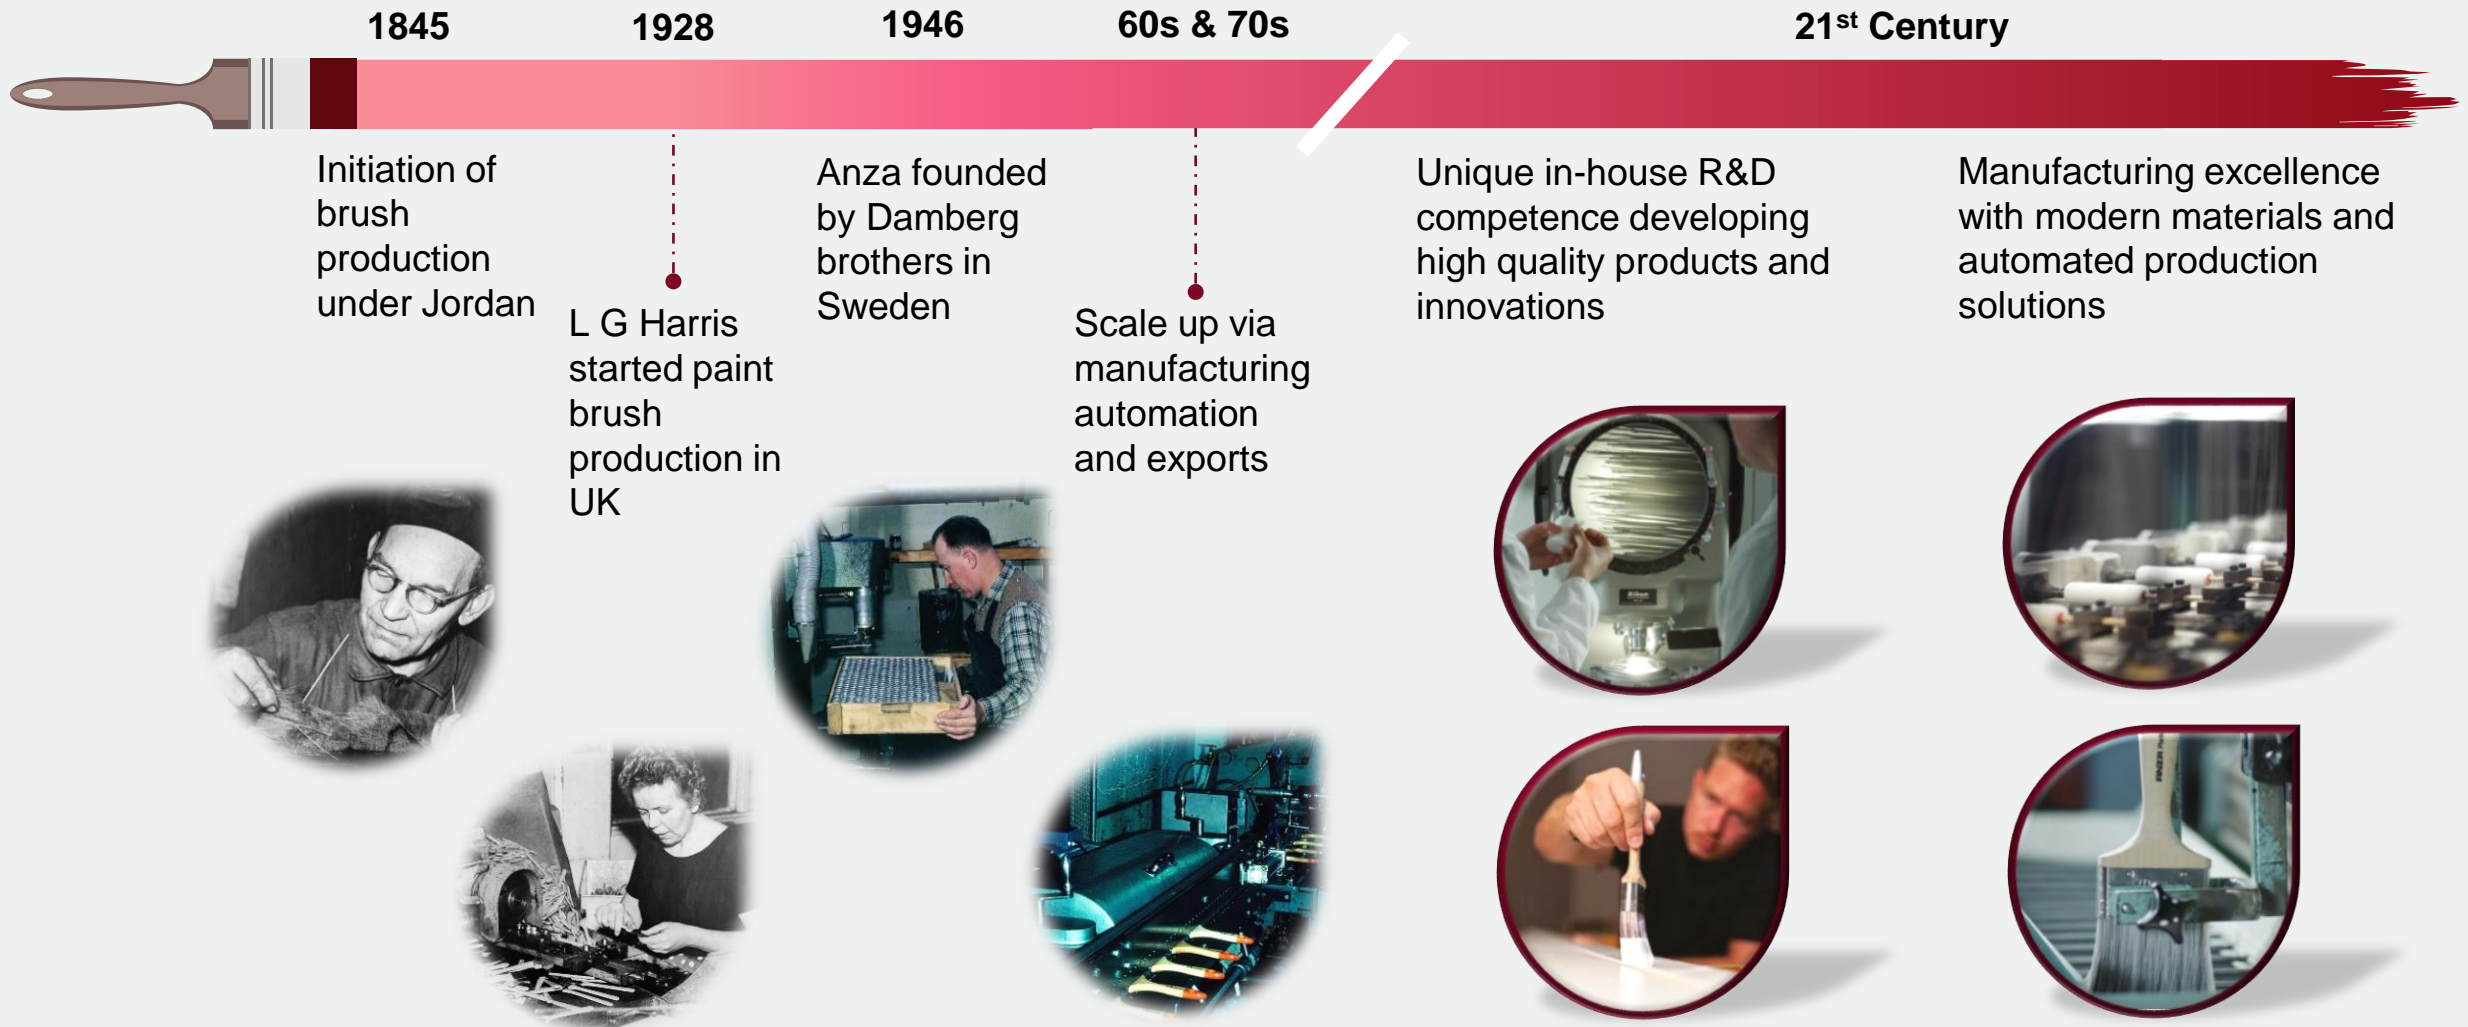 1845
1928
1946
60s & 70s
21st Century
Initiation of
brush
production
under Jordan
L G Harris
started paint
brush
production in
UK
Anza founded
by Damberg
brothers in
Sweden
Scale up via
manufacturing
automation
and exports
Unique in-house R&D
competence developing
high quality products and
innovations
Manufacturing excellence
with modern materials and
automated production
solutions
Nikon